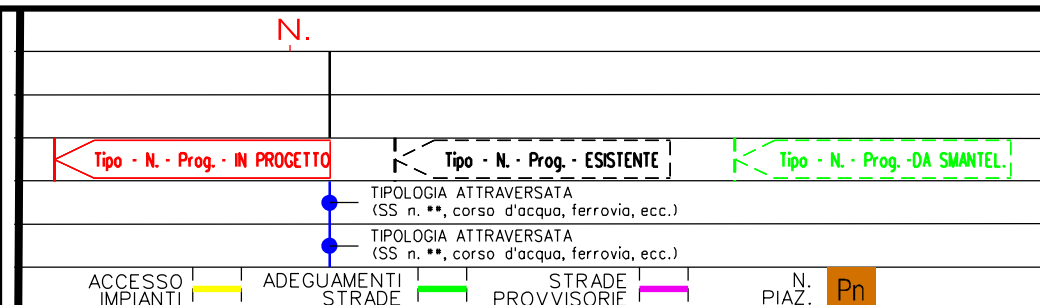 N.
Tipo - N. - Prog. - IN PROGETTO
Tipo - N. - Prog. - ESISTENTE
Tipo - N. - Prog. -DA SMANTEL.
TIPOLOGIA ATTRAVERSATA
(SS n. **, corso d'acqua, ferrovia, ecc.)
TIPOLOGIA ATTRAVERSATA
(SS n. **, corso d'acqua, ferrovia, ecc.)
ACCESSO
IMPIANTI
ADEGUAMENTI
STRADE
STRADE
PROVVISORIE
N.
PIAZ.
Pn